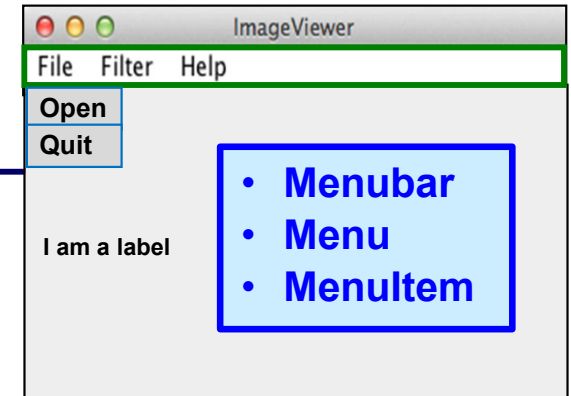 ImageViewer
File Filter Help
Open
Quit
• Menubar
• Menu
• MenuItem
I am a label